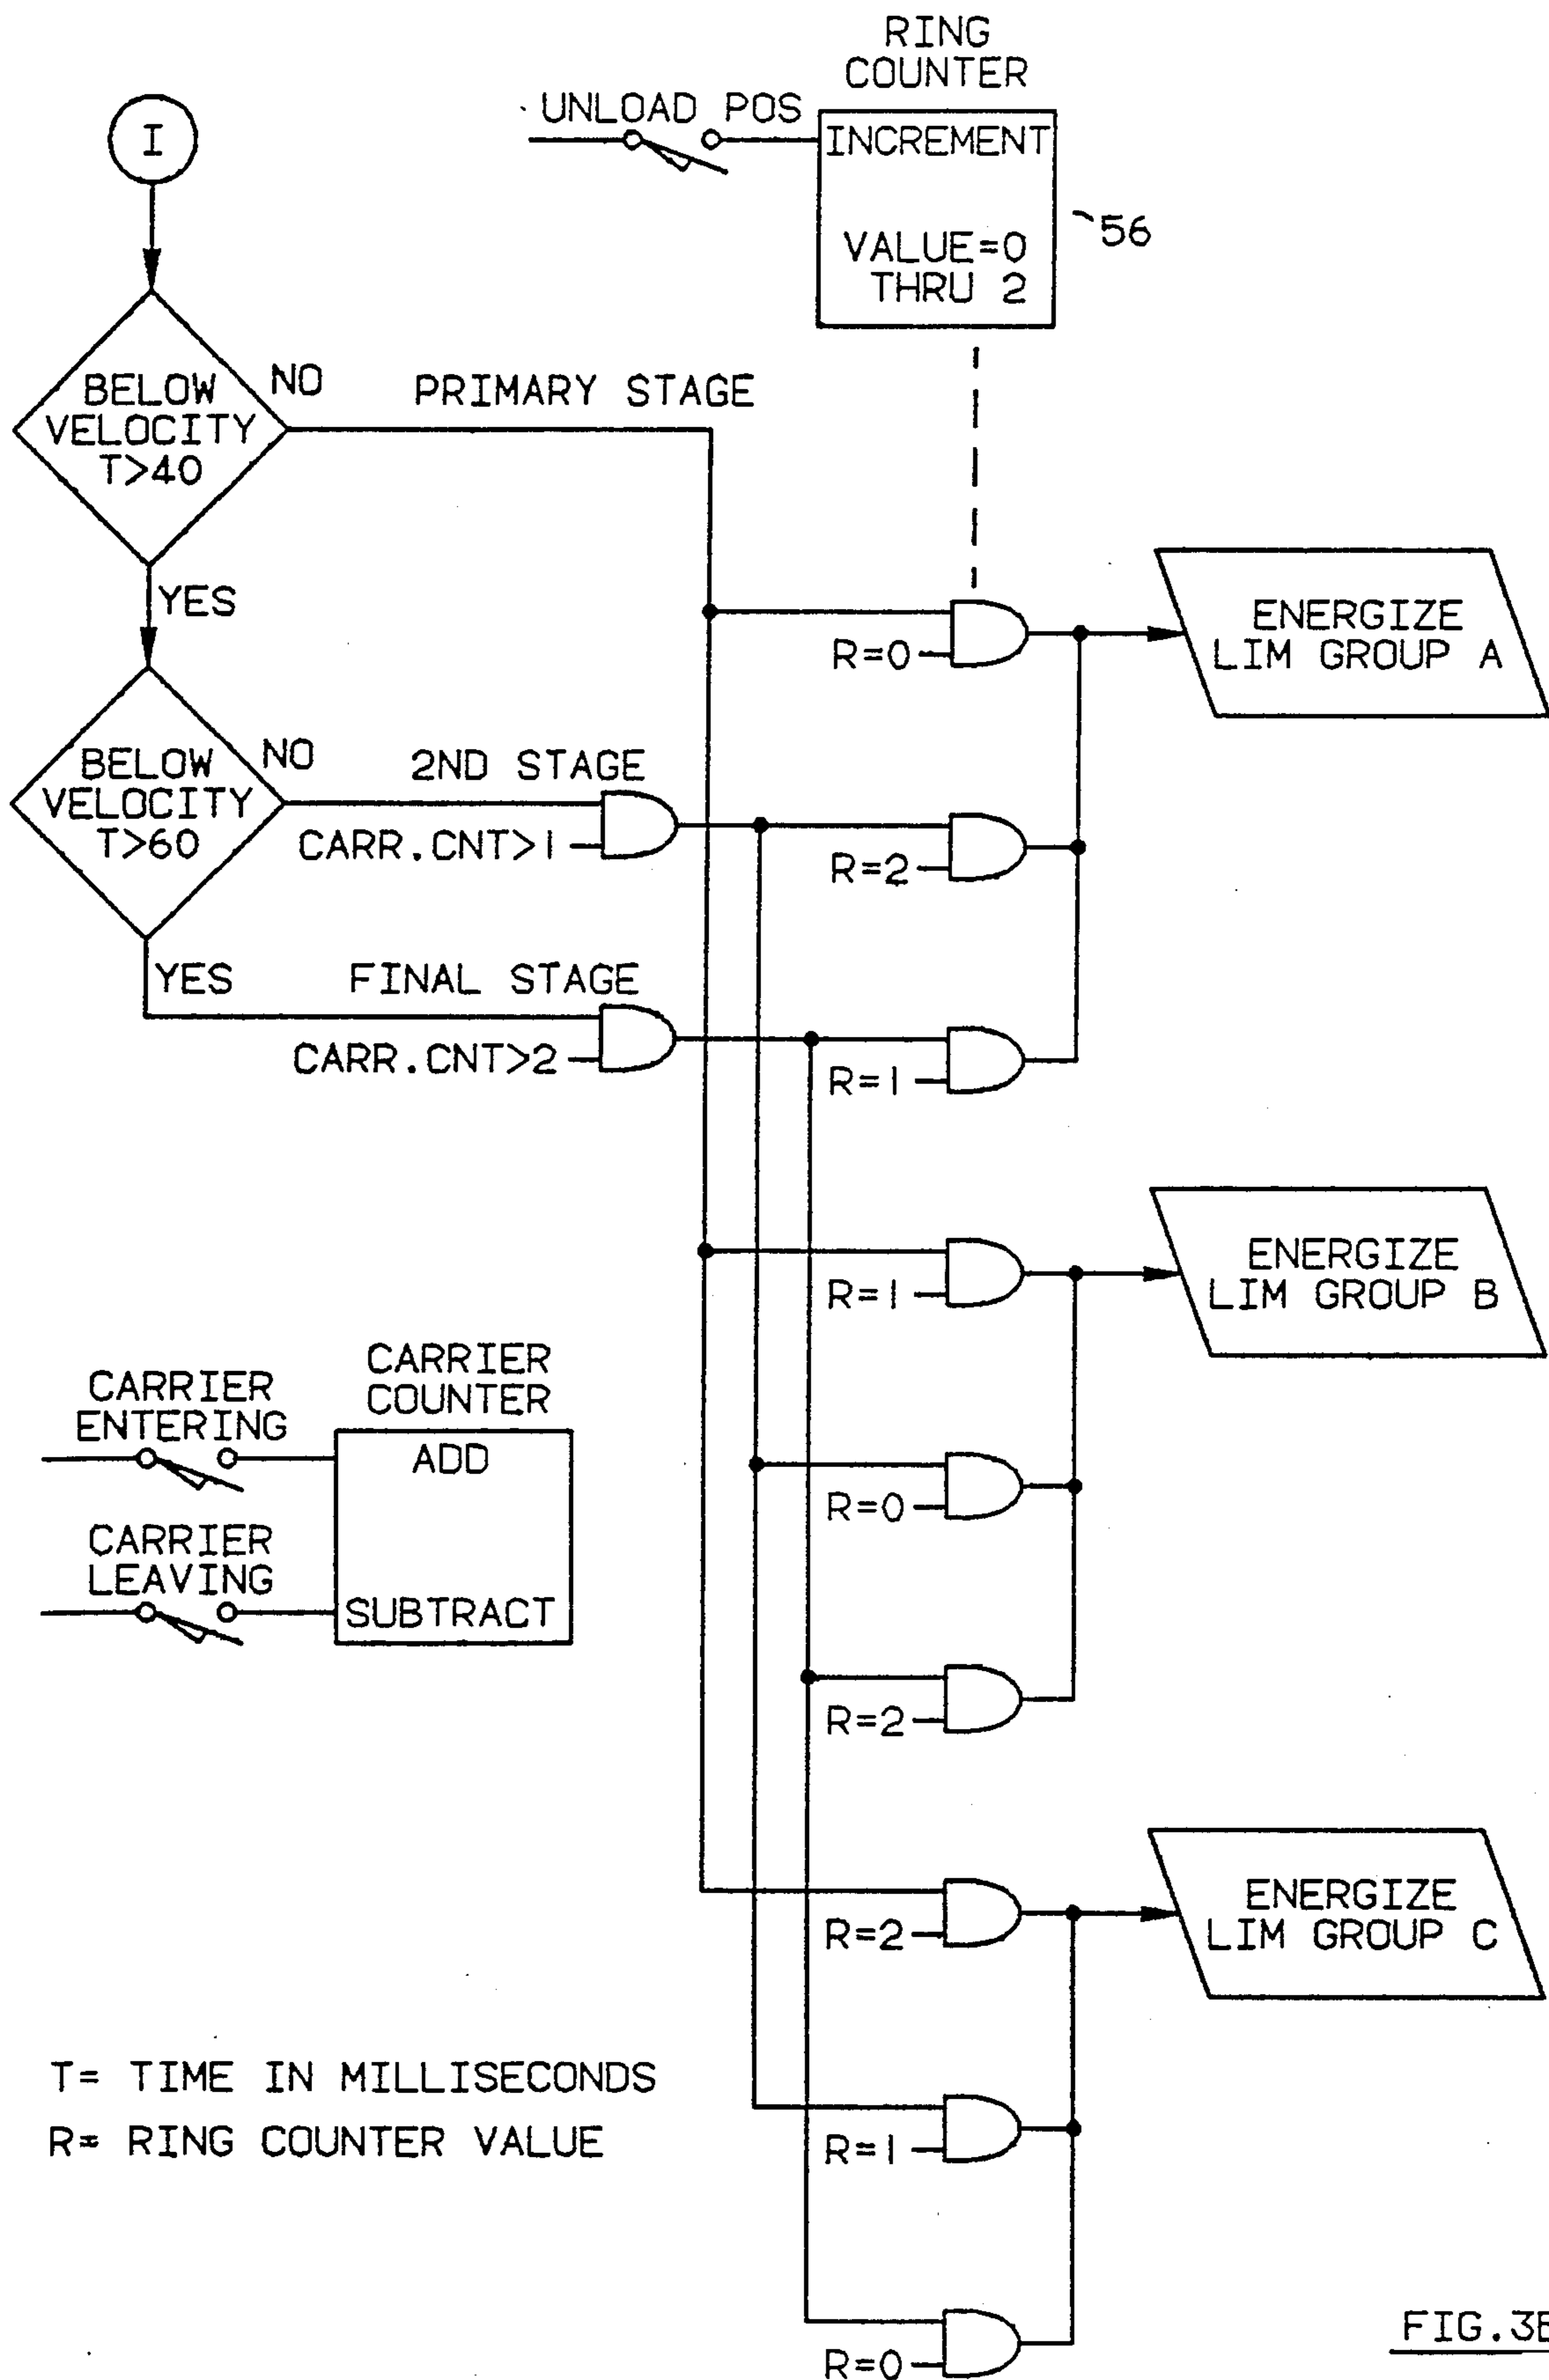 RING
COUNTER
UNLOAD POS
INCREMENT
I
56
VALUE=0
THRU 2
NO
PRIMARY STAGE
BELOW
VELOCITY
T>40
YES
ENERGIZE
LIM GROUP A
R=0
NO
2ND STAGE
BELOW
VELOCITY
T>60
CARR.CNT>1
R=2
YES
FINAL STAGE
CARR.CNT>2
R=1
ENERGIZE
LIM GROUP B
R=1
CARRIER
COUNTER
CARRIER
ENTERING
ADD
R=0
CARRIER
LEAVING
SUBTRACT
R=2
ENERGIZE
LIM GROUP C
R=2
T= TIME IN MILLISECONDS
R= RING COUNTER VALUE
R=1
R=0